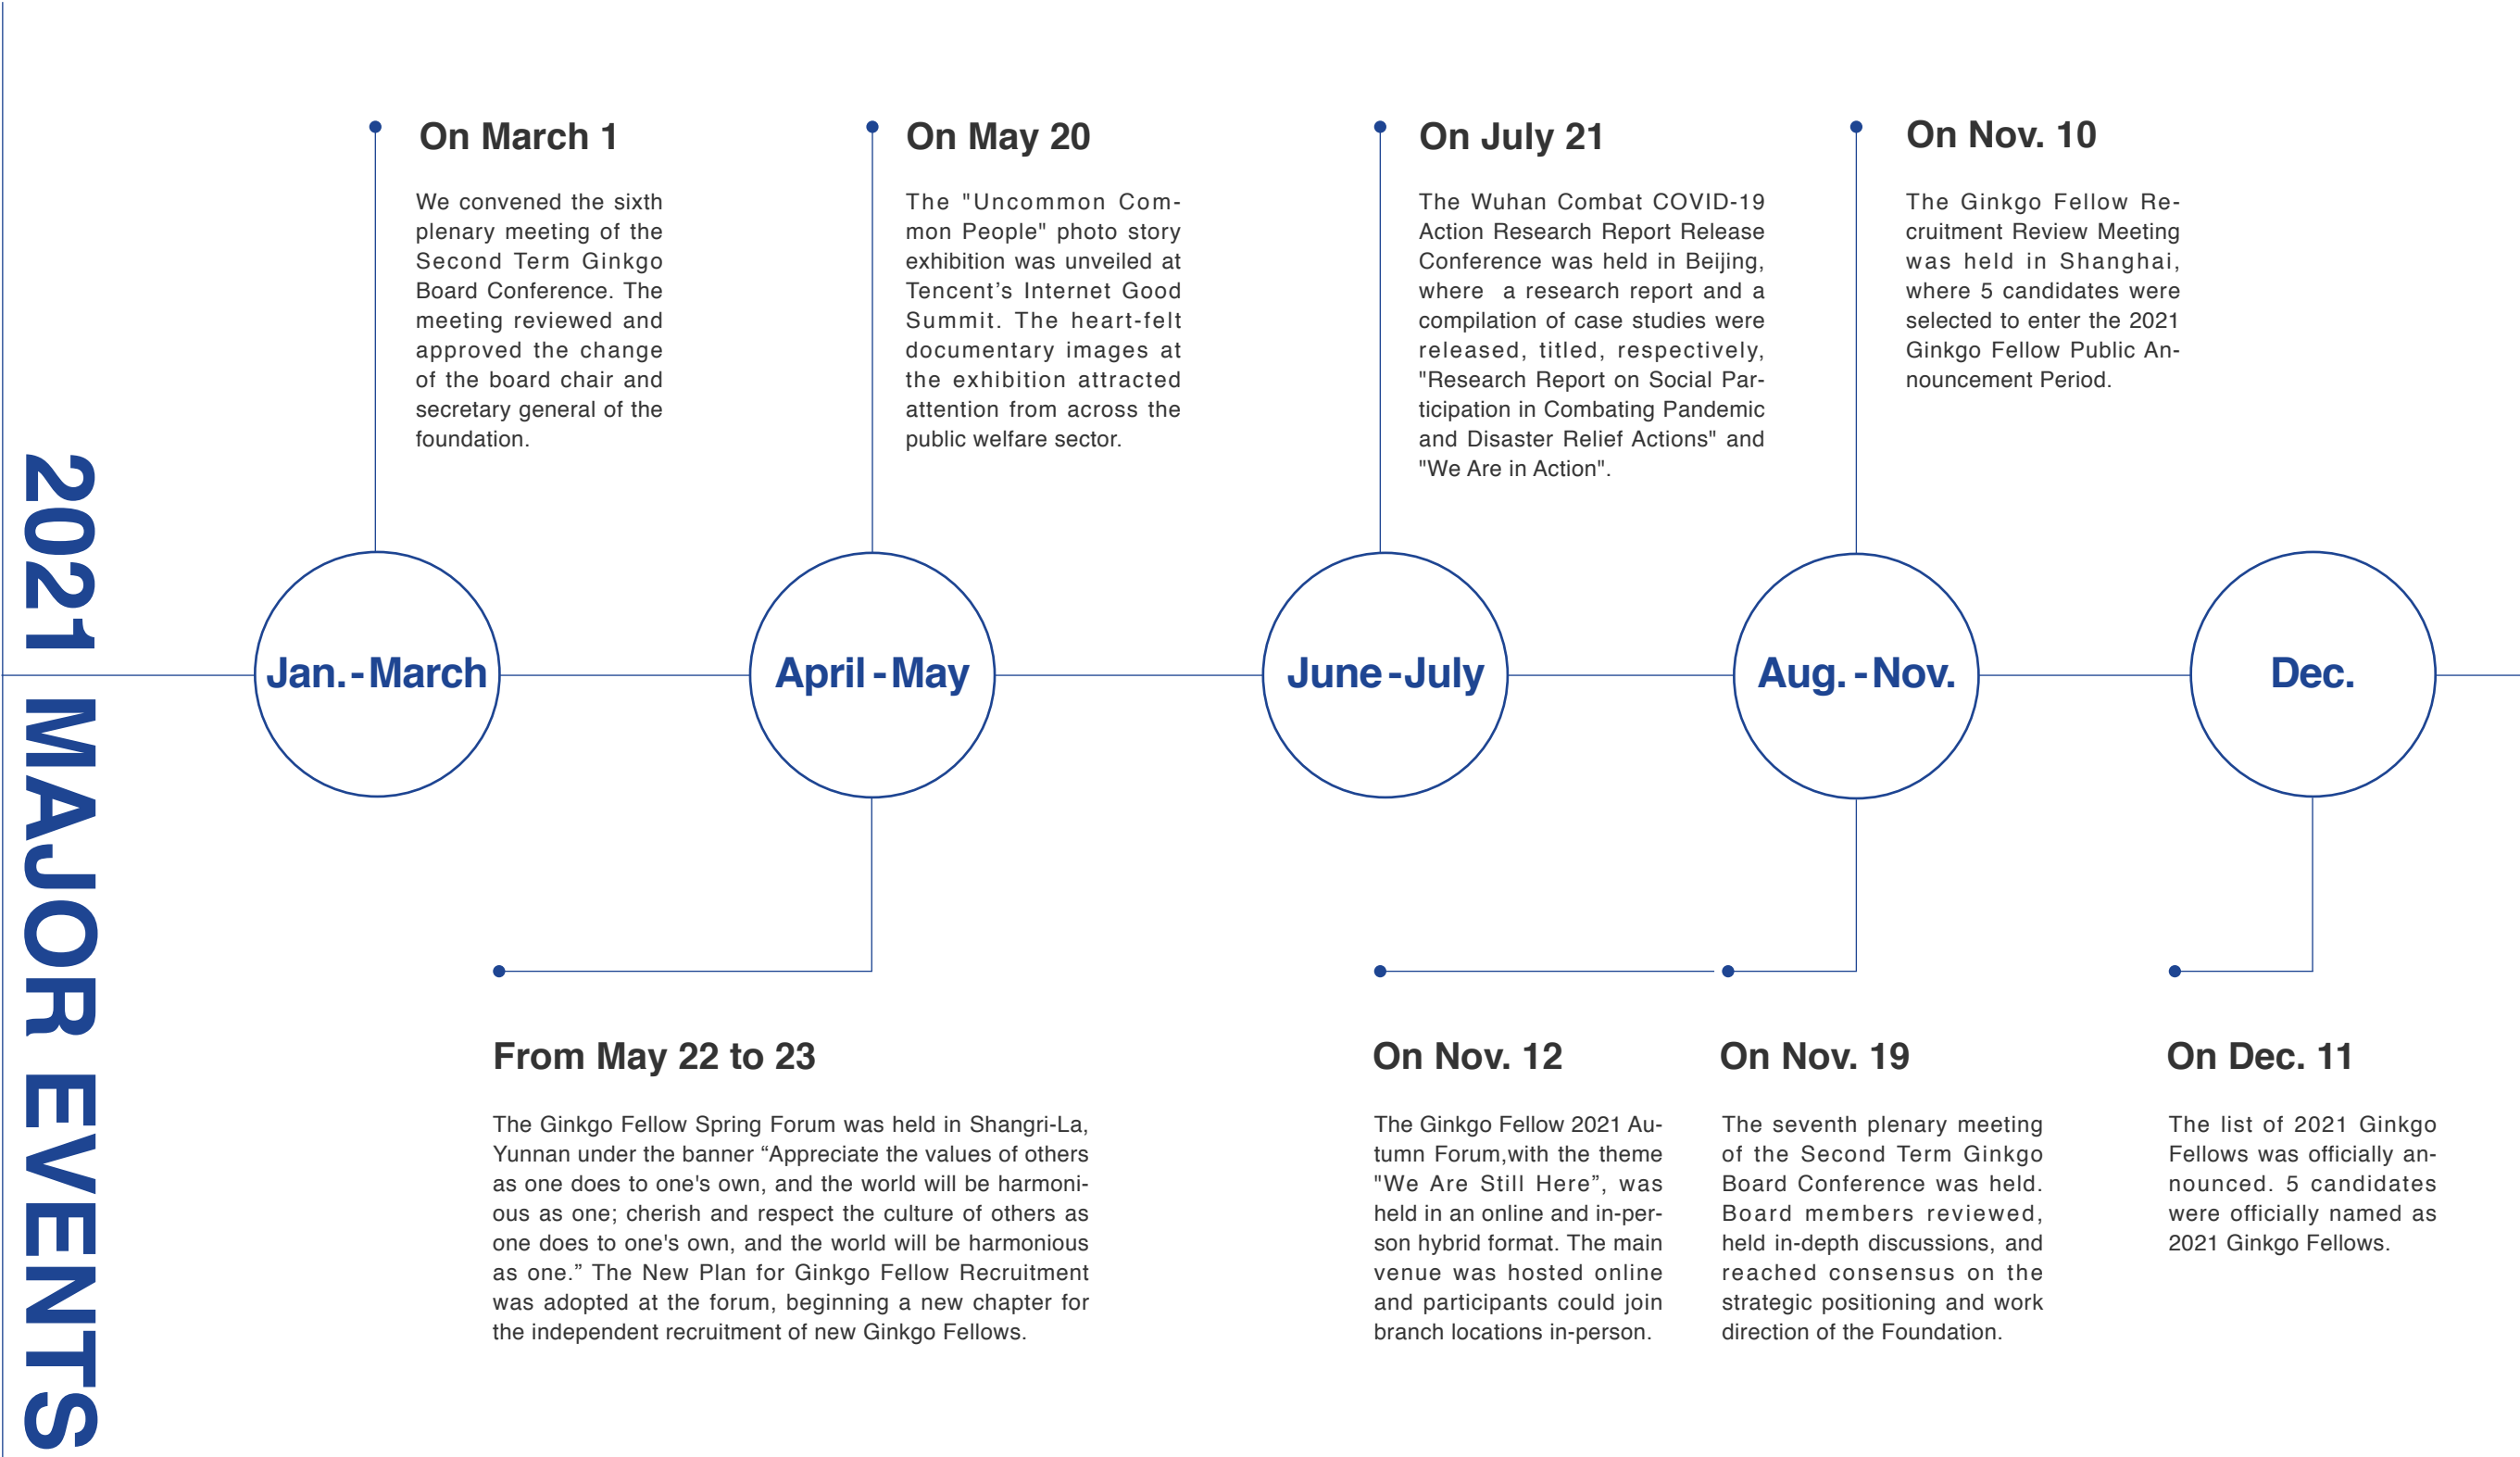 2021 MAJOR EVENTS
On March 1
We convened the sixth
plenary meeting of the
Second Term Ginkgo
Board Conference. The
meeting reviewed and
approved the change
of the board chair and
secretary general of the
foundation.
On May 20
The "Uncommon Com-
mon People" photo story
exhibition was unveiled at
Tencent’s Internet Good
Summit. The heart-felt
documentary images at
the exhibition attracted
attention from across the
public welfare sector.
On July 21
The Wuhan Combat COVID-19
Action Research Report Release
Conference was held in Beijing,
where a research report and a
compilation of case studies were
released, titled, respectively,
"Research Report on Social Par-
ticipation in Combating Pandemic
and Disaster Relief Actions" and
"We Are in Action".
On Nov. 10
The Ginkgo Fellow Re-
cruitment Review Meeting
was held in Shanghai,
where 5 candidates were
selected to enter the 2021
Ginkgo Fellow Public An-
nouncement Period.
Jan.-March
April-May
June-July
Aug.-Nov.
Dec.
From May 22 to 23
The Ginkgo Fellow Spring Forum was held in Shangri-La,
Yunnan under the banner “Appreciate the values of others
as one does to one's own, and the world will be harmoni-
ous as one; cherish and respect the culture of others as
one does to one's own, and the world will be harmonious
as one.” The New Plan for Ginkgo Fellow Recruitment
was adopted at the forum, beginning a new chapter for
the independent recruitment of new Ginkgo Fellows.
On Nov. 12
The Ginkgo Fellow 2021 Au-
tumn Forum,with the theme
"We Are Still Here”, was
held in an online and in-per-
son hybrid format. The main
venue was hosted online
and participants could join
branch locations in-person.
On Nov. 19
The seventh plenary meeting
of the Second Term Ginkgo
Board Conference was held.
Board members reviewed,
held in-depth discussions, and
reached consensus on the
strategic positioning and work
direction of the Foundation.
On Dec. 11
The list of 2021 Ginkgo
Fellows was officially an-
nounced. 5 candidates
were officially named as
2021 Ginkgo Fellows.